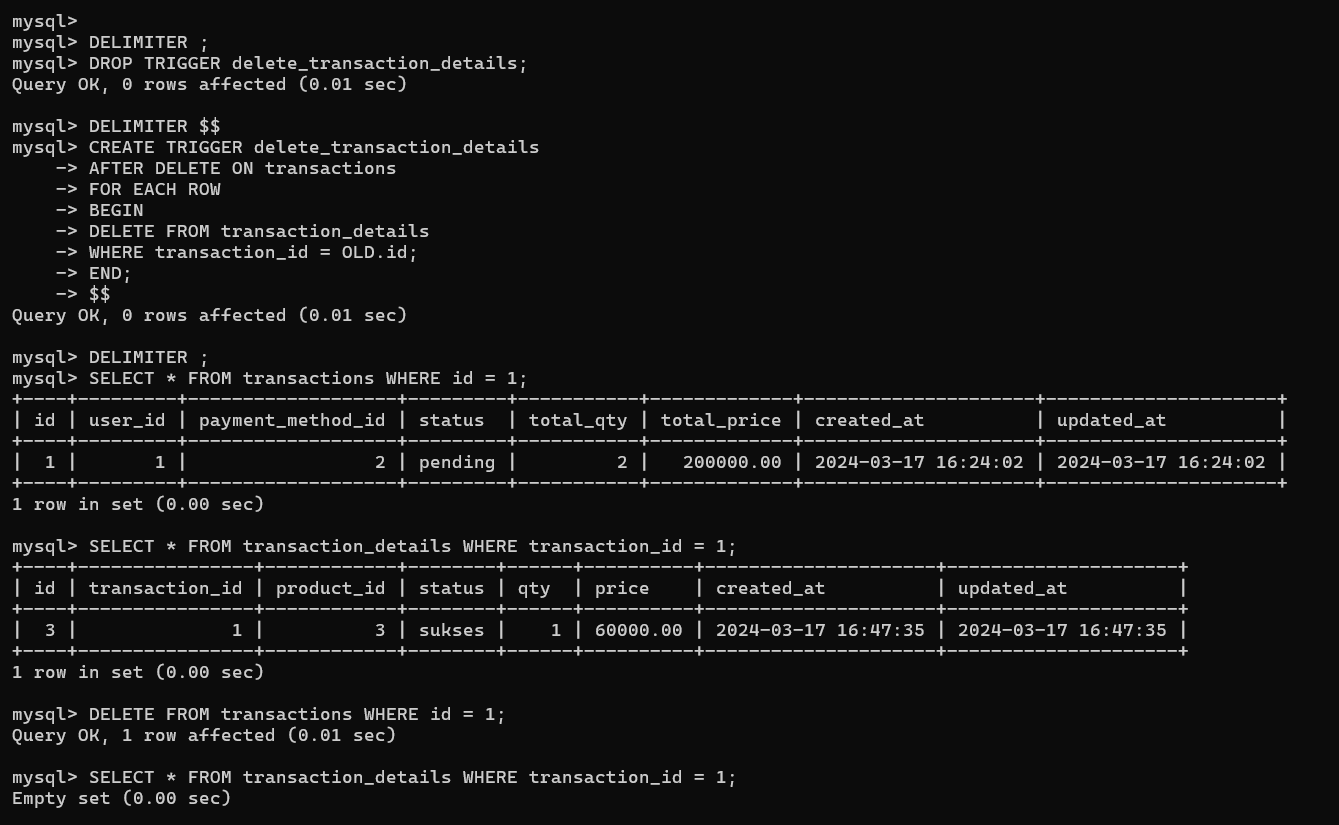 mysql>
mysql> DELIMITER ;
mysql> DROP TRIGGER delete_transaction_details;
Query OK, 0 rows affected (0.01 sec)

mysql> DELIMITER $$
mysql> CREATE TRIGGER delete_transaction_details
    -> AFTER DELETE ON transactions
    -> FOR EACH ROW
    -> BEGIN
    -> DELETE FROM transaction_details
    -> WHERE transaction_id = OLD.id;
    -> END;
    -> $$
Query OK, 0 rows affected (0.01 sec)

mysql> DELIMITER ;
mysql> SELECT * FROM transactions WHERE id = 1;
+----+---------+-------------------+---------+-----------+-------------+---------------------+---------------------+
| id | user_id | payment_method_id | status  | total_qty | total_price | created_at          | updated_at          |
+----+---------+-------------------+---------+-----------+-------------+---------------------+---------------------+
|  1 |       1 |                 2 | pending |         2 |   200000.00 | 2024-03-17 16:24:02 | 2024-03-17 16:24:02 |
+----+---------+-------------------+---------+-----------+-------------+---------------------+---------------------+
1 row in set (0.00 sec)

mysql> SELECT * FROM transaction_details WHERE transaction_id = 1;
+----+----------------+------------+--------+------+----------+---------------------+---------------------+
| id | transaction_id | product_id | status | qty  | price    | created_at          | updated_at          |
+----+----------------+------------+--------+------+----------+---------------------+---------------------+
|  3 |              1 |          3 | sukses |    1 | 60000.00 | 2024-03-17 16:47:35 | 2024-03-17 16:47:35 |
+----+----------------+------------+--------+------+----------+---------------------+---------------------+
1 row in set (0.00 sec)

mysql> DELETE FROM transactions WHERE id = 1;
Query OK, 1 row affected (0.01 sec)

mysql> SELECT * FROM transaction_details WHERE transaction_id = 1;
Empty set (0.00 sec)